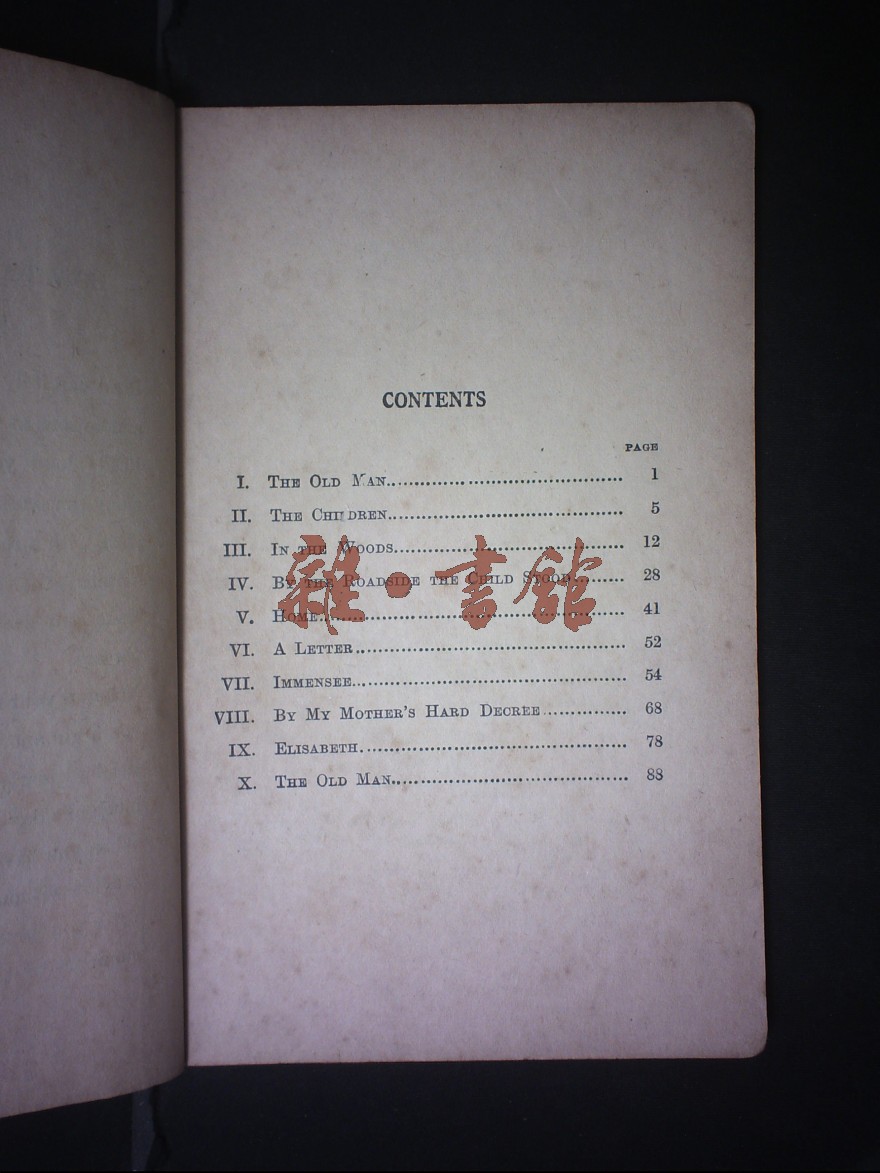 CONTENTS
PAGE
I. THE OLD MAN........................................ 1
II. THE CHILDREN........................................ 5
III. IN THE WOODS........................................ 12
IV. BY THE ROADSIDE THE CHILD STOOD......... 28
V. HOME........................................ 41
VI. A LETTER........................................ 52
VII. IMMENSEE........................................ 54
VIII. BY MY MOTHER'S HARD DECREE............... 68
IX. ELISABETH........................................ 78
X. THE OLD MAN........................................ 88
雜·書館